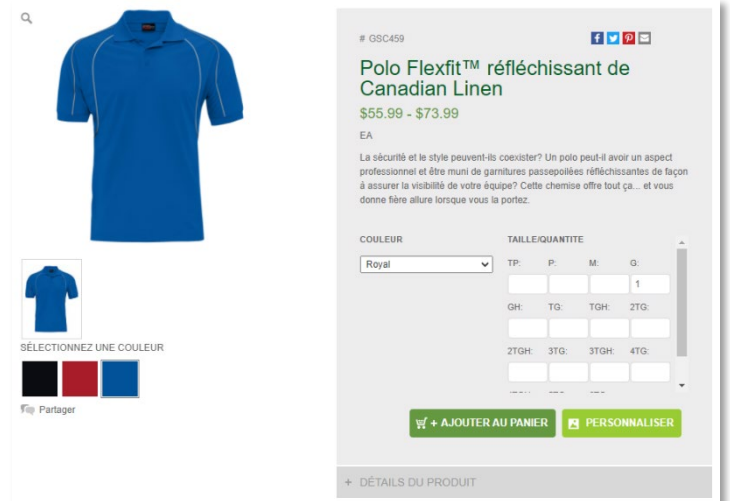 # GSC459
Polo Flexfit™ réfléchissant de
Canadian Linen
$55.99 - $73.99
EA
La sécurité et le style peuvent-ils coexister? Un polo peut-il avoir un aspect
professionnel et être muni de garnitures passepoilées réfléchissantes de façon
à assurer la visibilité de votre équipe? Cette chemise offre tout ça... et vous
donne fière allure lorsque vous la portez.
COULEUR
TAILLE/QUANTITE
Royal
TP: P: M: G:
1
GH: TG: TGH: 2TG:
2TGH: 3TG: 3TGH: 4TG:
SÉLECTIONNEZ UNE COULEUR
Partager
+ AJOUTER AU PANIER
PERSONNALISER
+ DÉTAILS DU PRODUIT